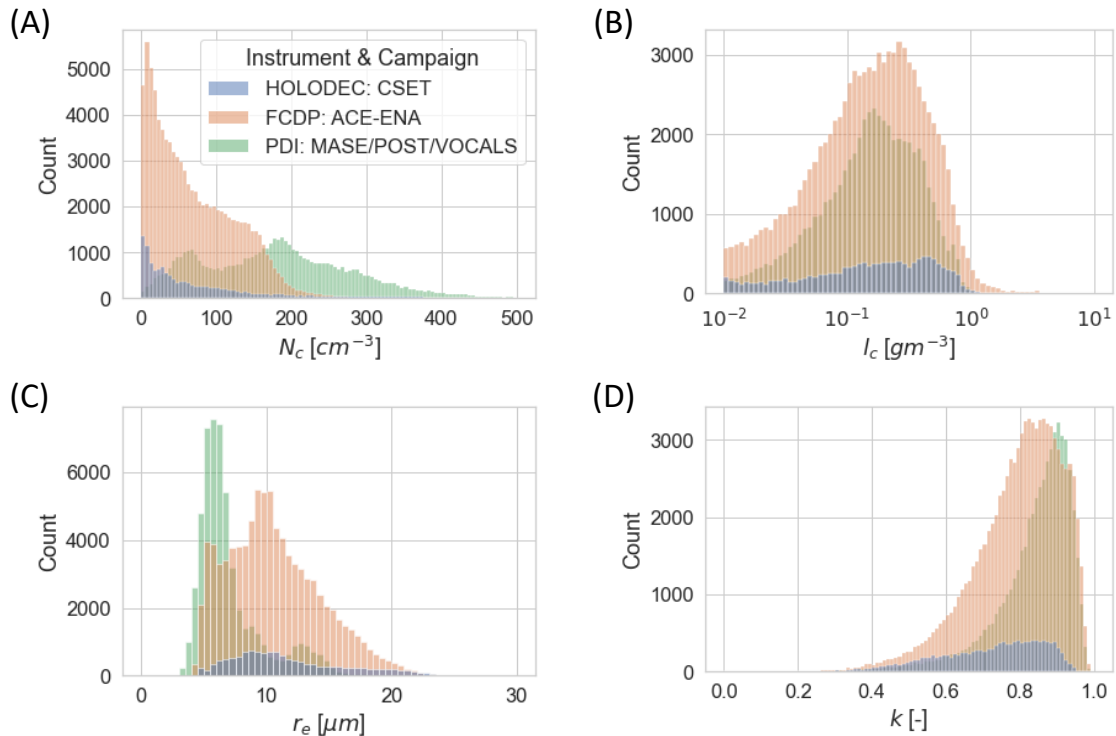 (A)
Instrument & Campaign
HOLODEC: CSET
FCDP: ACE-ENA
PDI: MASE/POST/VOCALS
Count
5000
4000
3000
2000
1000
0
0 100 200 300 400 500
N_c [cm^{-3}]
(B)
Count
3000
2000
1000
0
10^{-2} 10^{-1} 10^{0} 10^{1}
l_c [gm^{-3}]
(C)
Count
6000
4000
2000
0
0 10 20 30
r_e [μm]
(D)
Count
3000
2000
1000
0
0.0 0.2 0.4 0.6 0.8 1.0
k [-]